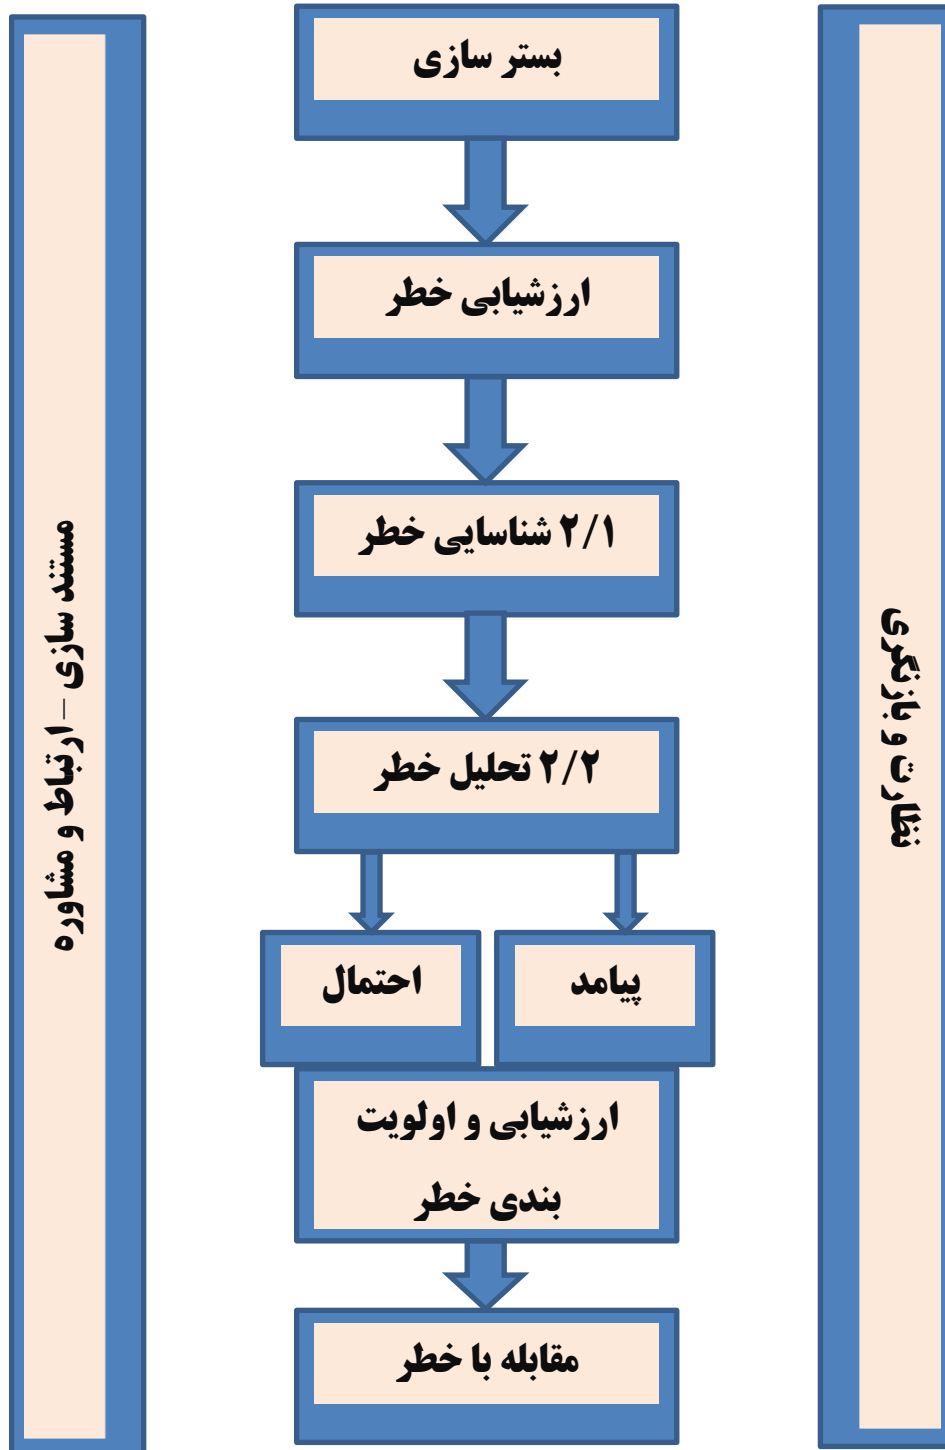 بستر سازی
ارزشیابی خطر
۲/۱ شناسایی خطر
۲/۲ تحلیل خطر
پیامد
احتمال
ارزشیابی و اولویت
بندی خطر
مقابله با خطر
نظارت و بازنگری
مستند سازی – ارتباط و مشاوره